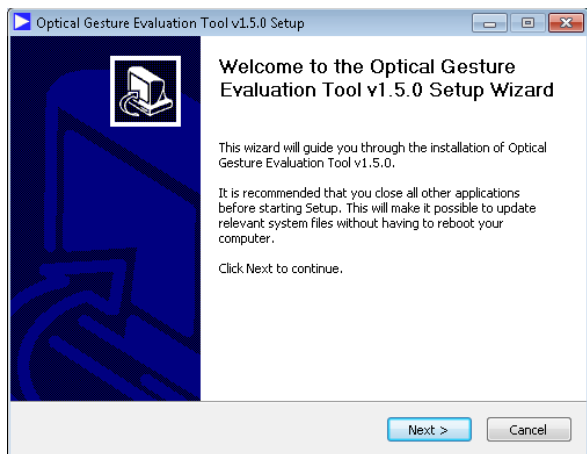 Optical Gesture Evaluation Tool v1.5.0 Setup
Welcome to the Optical Gesture
Evaluation Tool v1.5.0 Setup Wizard
This wizard will guide you through the installation of Optical
Gesture Evaluation Tool v1.5.0.
It is recommended that you close all other applications
before starting Setup. This will make it possible to update
relevant system files without having to reboot your
computer.
Click Next to continue.
Next > Cancel